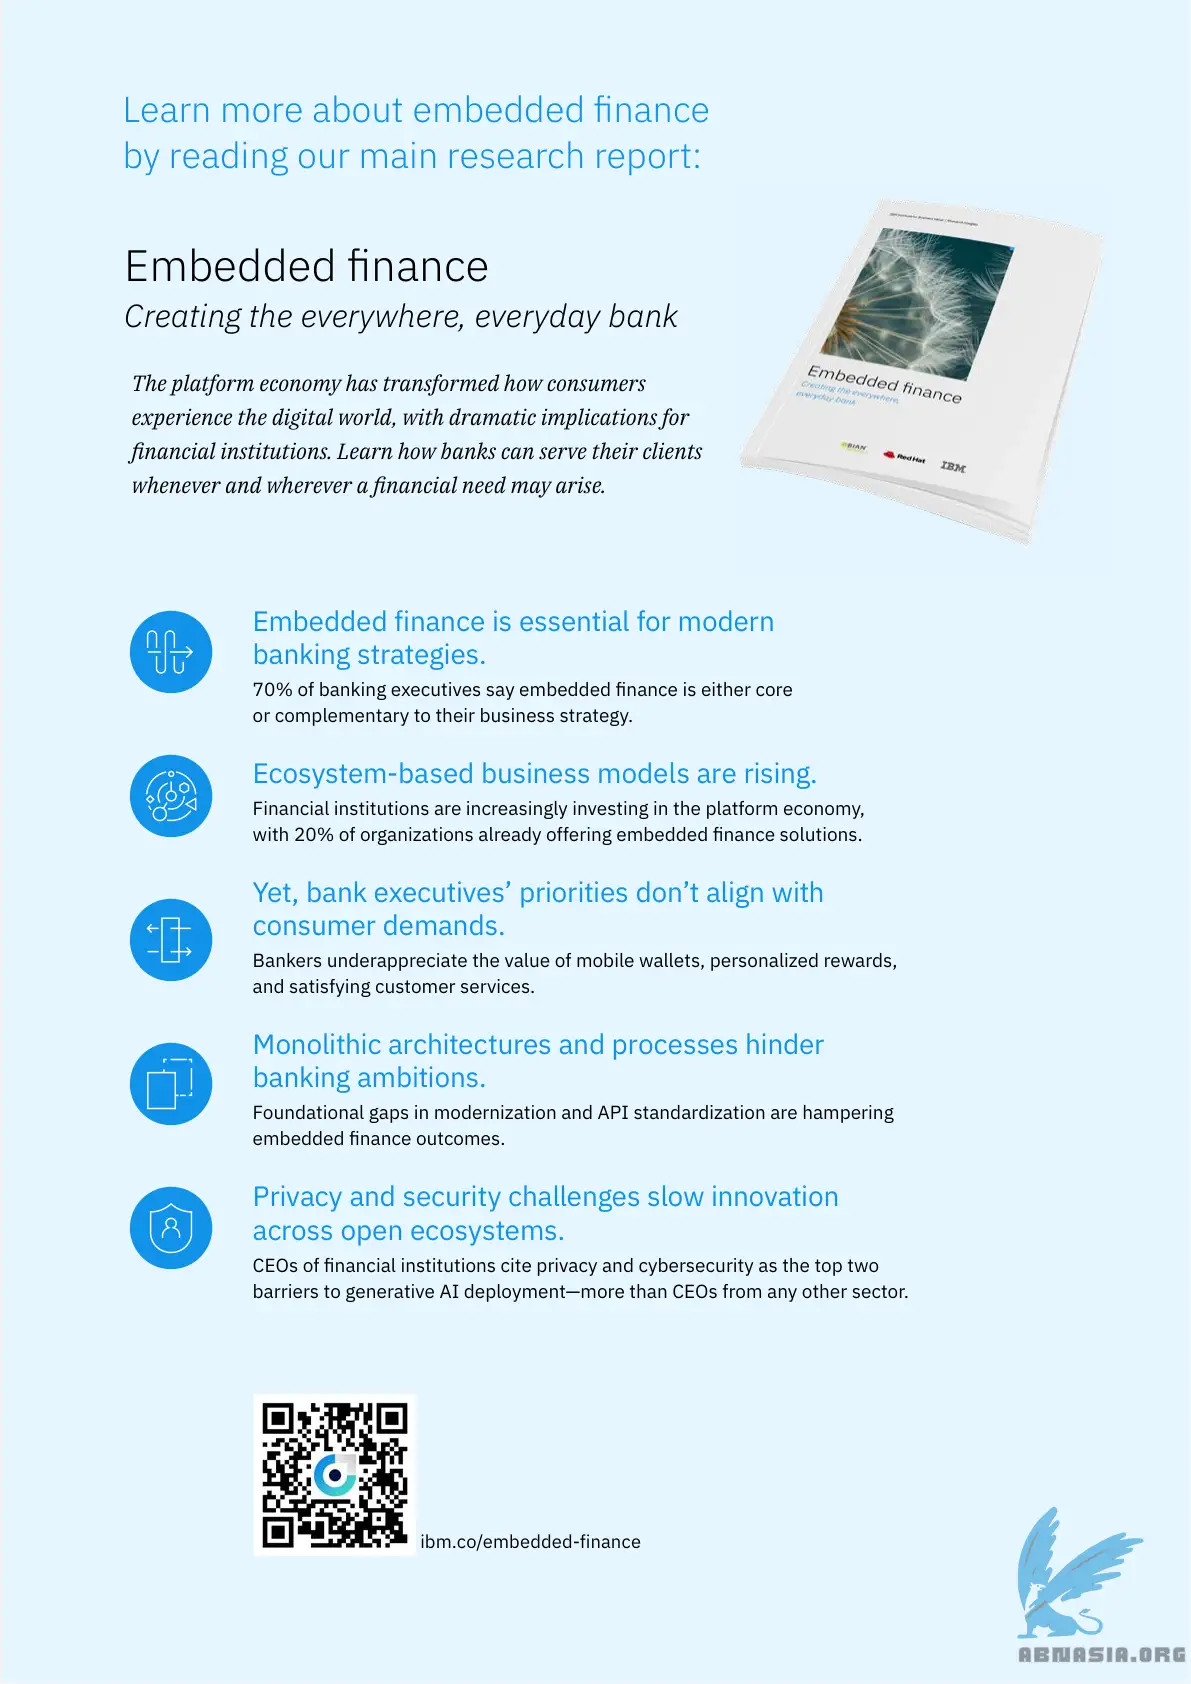 Learn more about embedded finance
by reading our main research report:
Embedded finance
Creating the everywhere, everyday bank
The platform economy has transformed how consumers
experience the digital world, with dramatic implications for
financial institutions. Learn how banks can serve their clients
whenever and wherever a financial need may arise.
IBM Institute for Business Value | Research Insights
Embedded finance
Creating the everywhere,
everyday bank
BIAN
Red Hat
IBM
Embedded finance is essential for modern
banking strategies.
70% of banking executives say embedded finance is either core
or complementary to their business strategy.
Ecosystem-based business models are rising.
Financial institutions are increasingly investing in the platform economy,
with 20% of organizations already offering embedded finance solutions.
Yet, bank executives’ priorities don’t align with
consumer demands.
Bankers underappreciate the value of mobile wallets, personalized rewards,
and satisfying customer services.
Monolithic architectures and processes hinder
banking ambitions.
Foundational gaps in modernization and API standardization are hampering
embedded finance outcomes.
Privacy and security challenges slow innovation
across open ecosystems.
CEOs of financial institutions cite privacy and cybersecurity as the top two
barriers to generative AI deployment—more than CEOs from any other sector.
ibm.co/embedded-finance
ABNASIA.ORG